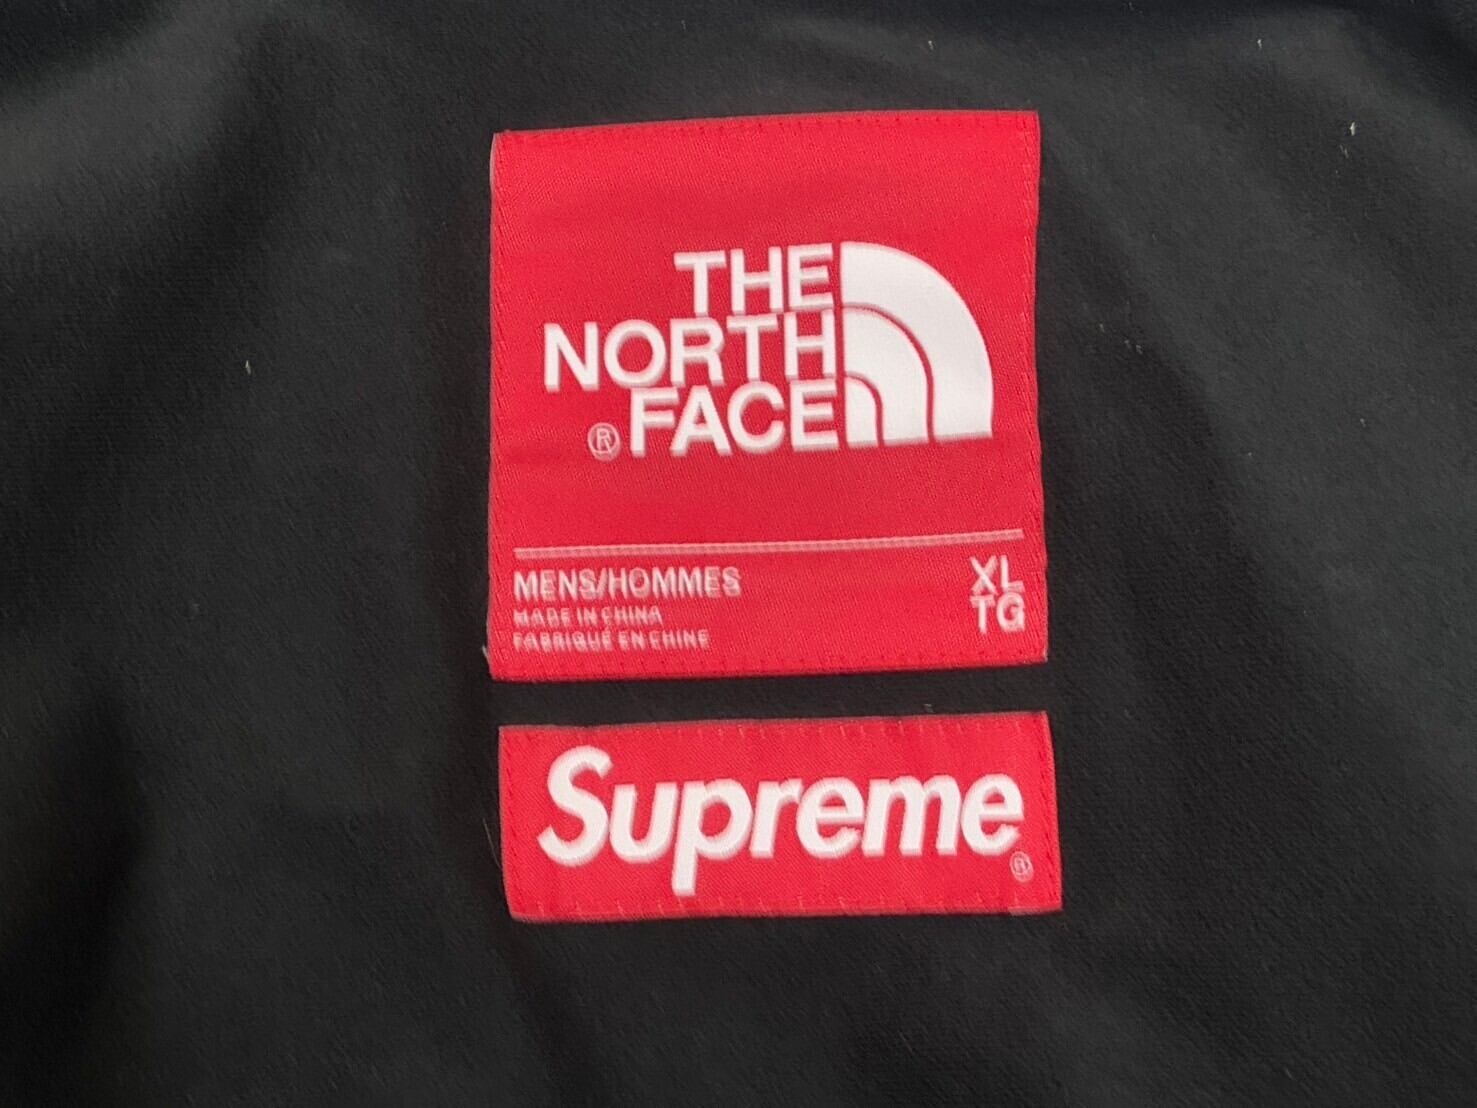 THE
NORTH
® FACE
MENS/HOMMES
MADE IN CHINA
FABRIQUÉ EN CHINE
XL
TG
Supreme
®